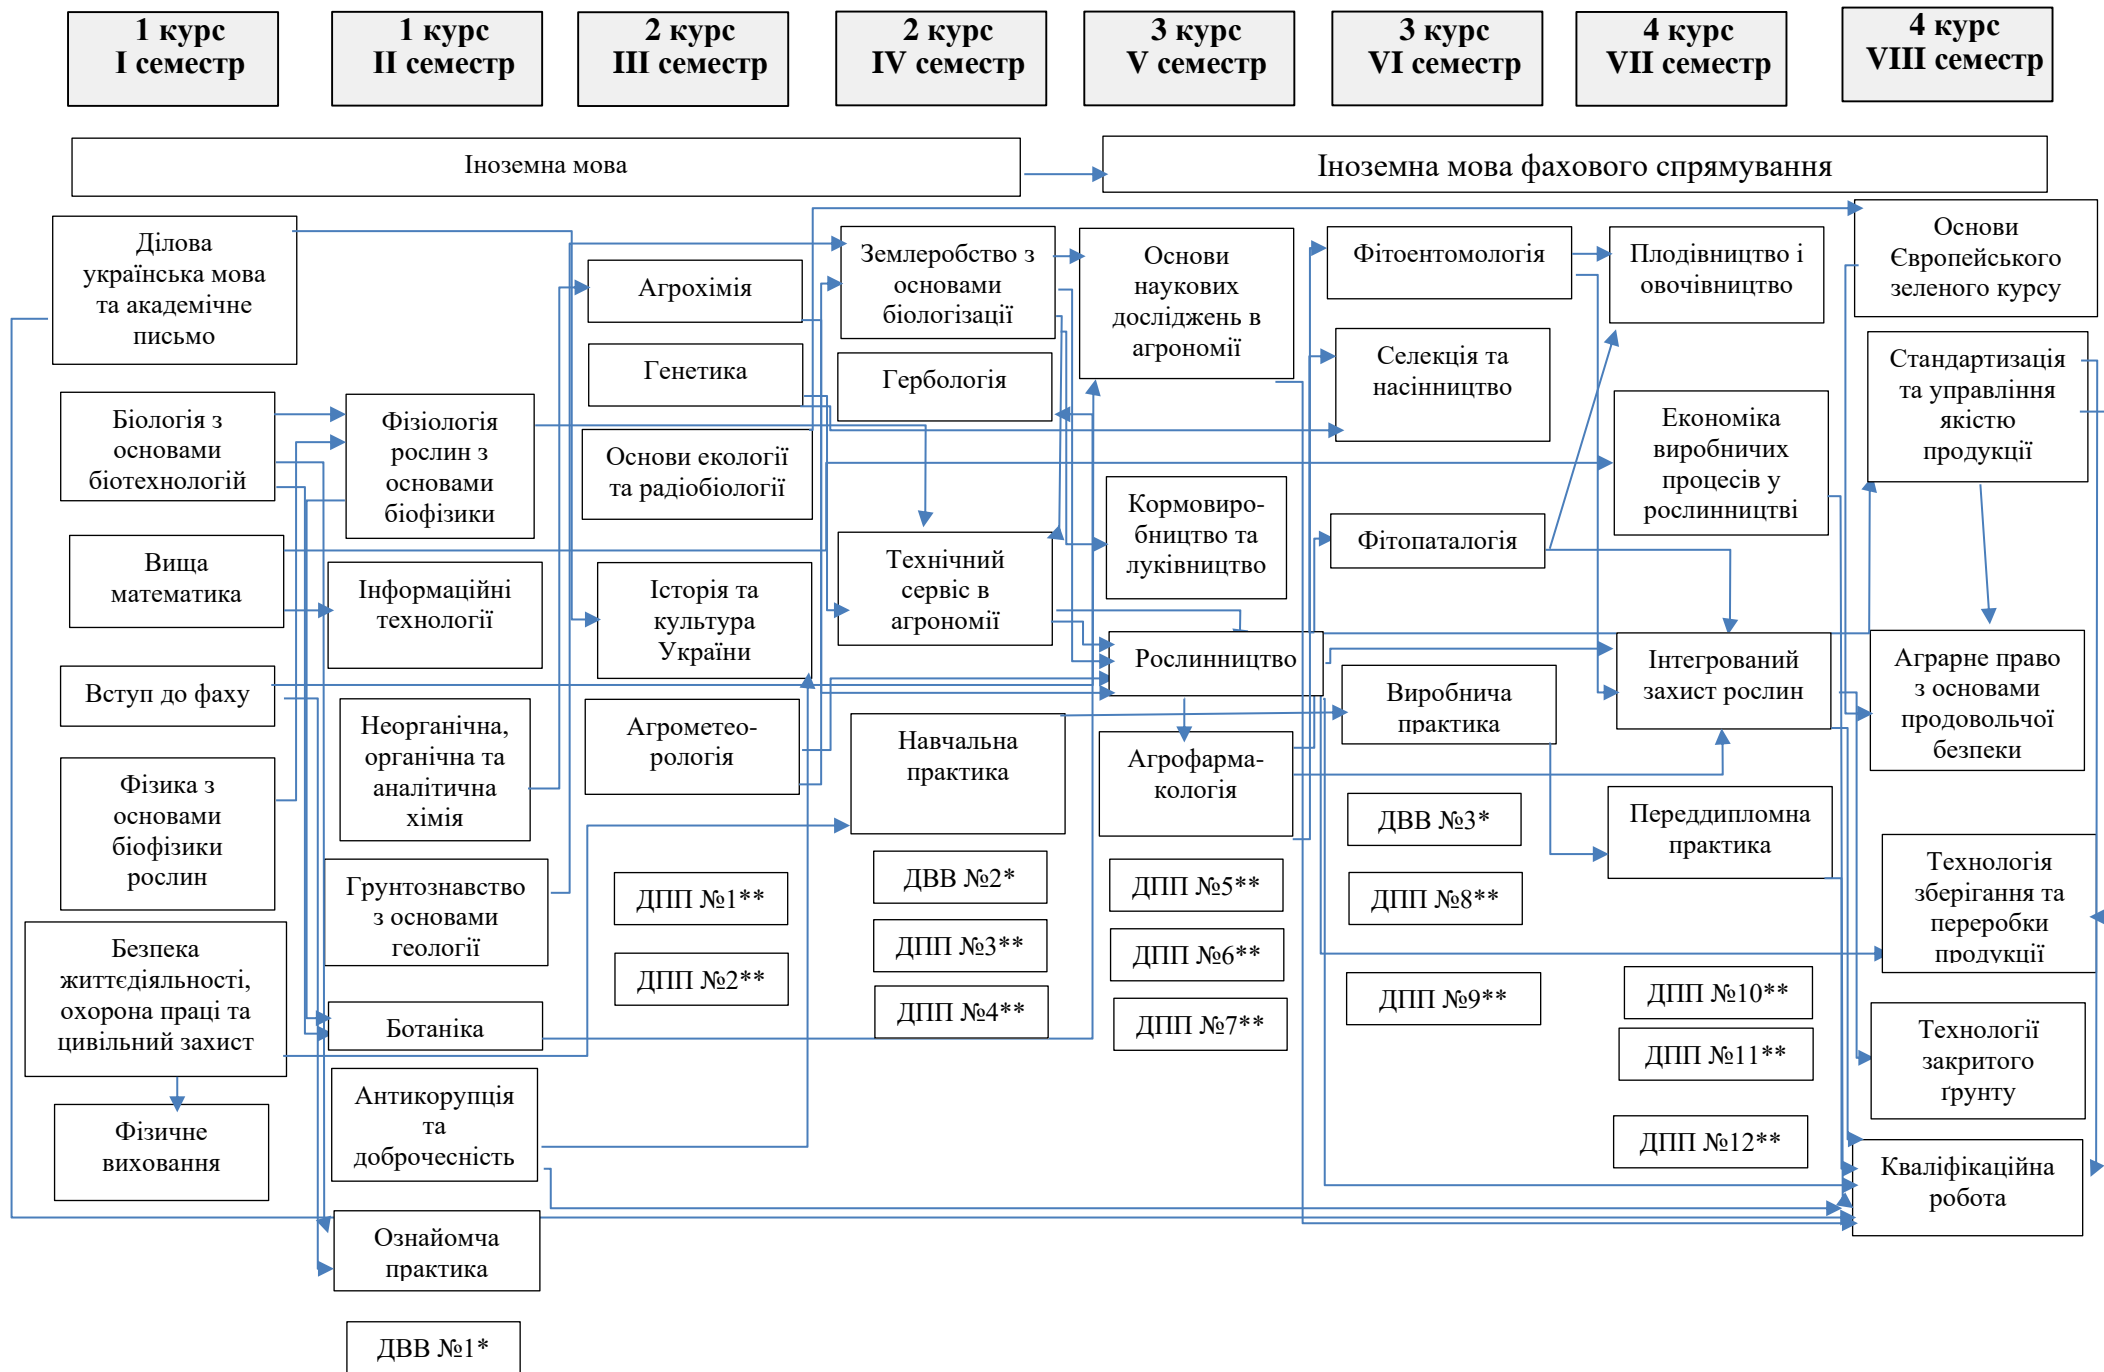 1 курс
І семестр
1 курс
ІІ семестр
2 курс
ІІІ семестр
2 курс
IV семестр
3 курс
V семестр
3 курс
VI семестр
4 курс
VII семестр
4 курс
VIII семестр
Іноземна мова
Іноземна мова фахового спрямування
Ділова
українська мова
та академічне
письмо
Біологія з
основами
біотехнологій
Вища
математика
Вступ до фаху
Фізика з
основами
біофізики
рослин
Безпека
життєдіяльності,
охорона праці та
цивільний захист
Фізичне
виховання
Фізіологія
рослин з
основами
біофізики
Інформаційні
технології
Неорганічна,
органічна та
аналітична
хімія
Грунтознавство
з основами
геології
Ботаніка
Антикорупція
та
доброчесність
Ознайомча
практика
ДВВ №1*
Агрохімія
Генетика
Основи екології
та радіобіології
Історія та
культура
України
Агрометео-
рологія
ДПП №1**
ДПП №2**
Землеробство з
основами
біологізації
Гербологія
Технічний
сервіс в
агрономії
Навчальна
практика
ДВВ №2*
ДПП №3**
ДПП №4**
Основи
наукових
досліджень в
агрономії
Кормовиро-
бництво та
луківництво
Рослинництво
Агрофарма-
кологія
ДПП №5**
ДПП №6**
ДПП №7**
Фітоентомологія
Селекція та
насінництво
Фітопаталогія
Виробнича
практика
ДВВ №3*
ДПП №8**
ДПП №9**
Плодівництво і
овочівництво
Економіка
виробничих
процесів у
рослинництві
Інтегрований
захист рослин
Переддипломна
практика
ДПП №10**
ДПП №11**
ДПП №12**
Основи
Європейського
зеленого курсу
Стандартизація
та управління
якістю
продукції
Аграрне право
з основами
продовольчої
безпеки
Технологія
зберігання та
переробки
продукції
Технології
закритого
ґрунту
Кваліфікаційна
робота